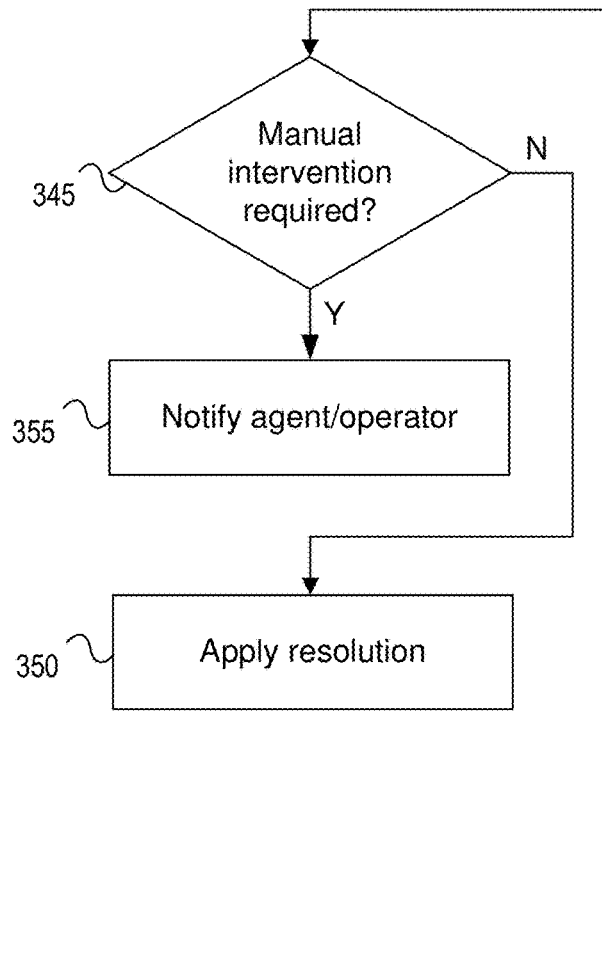 Manual
intervention
required?
N
345
Y
Notify agent/operator
355
Apply resolution
350